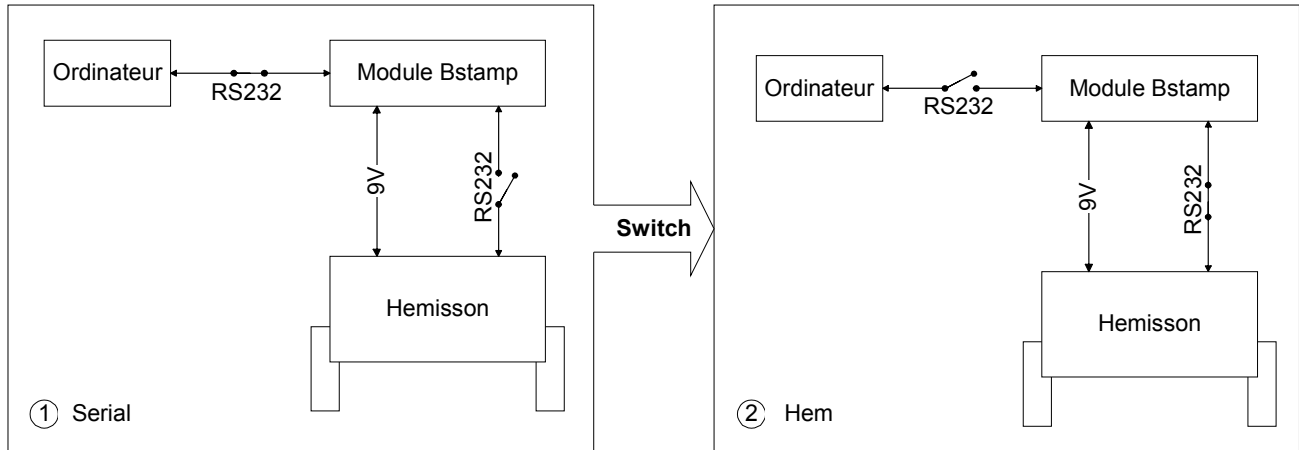 Ordinateur
RS232
Module Bstamp
9V
RS232
Hemisson
1 Serial
Switch
Ordinateur
RS232
Module Bstamp
9V
RS232
Hemisson
2 Hem